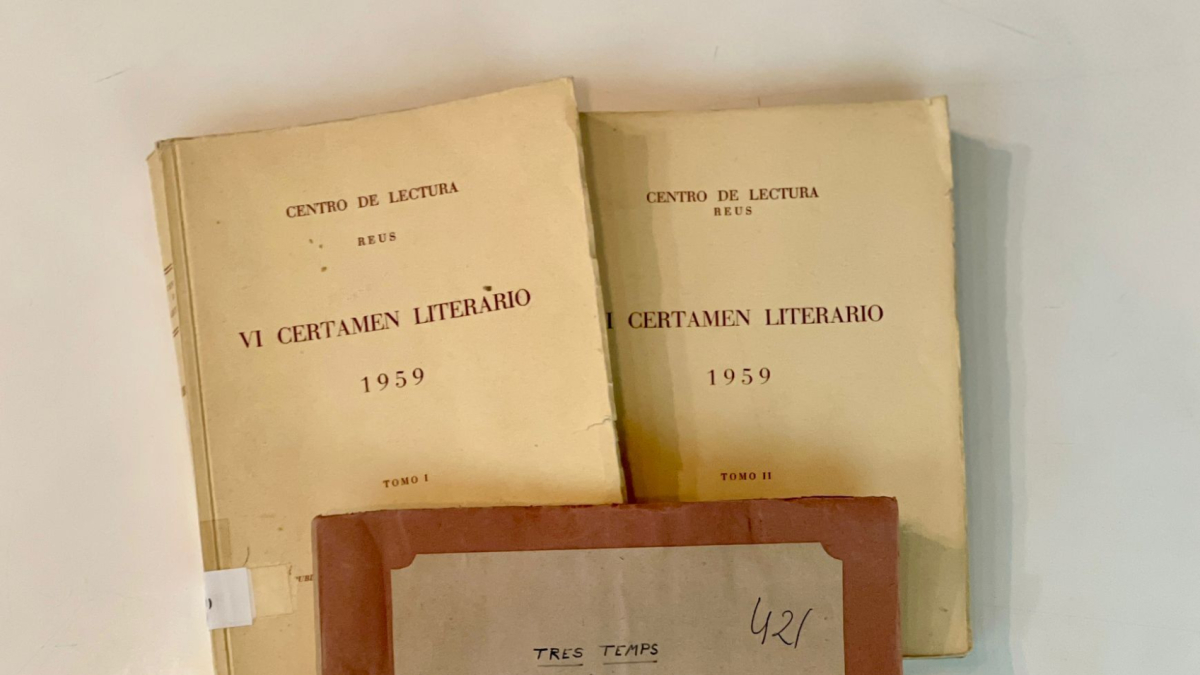 CENTRO DE LECTURA
REUS
VI CERTAMEN LITERARIO
1959
TOMO I
CENTRO DE LECTURA
REUS
I CERTAMEN LITERARIO
1959
TOMO II
421
TRES TEMPS